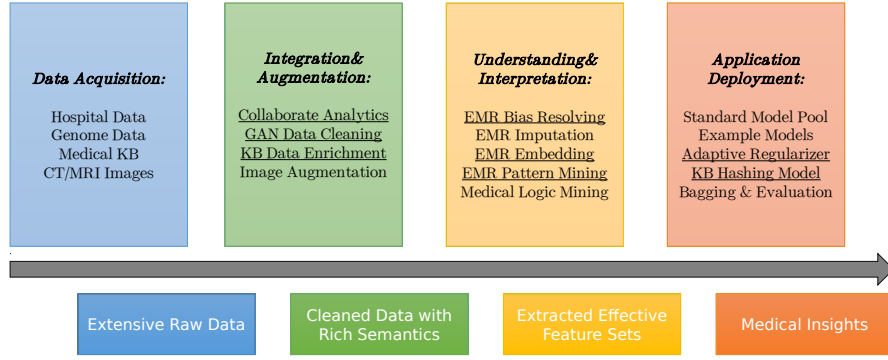 Data Acquisition:
Hospital Data
Genome Data
Medical KB
CT/MRI Images
Integration&
Augmentation:
Collaborate Analytics
GAN Data Cleaning
KB Data Enrichment
Image Augmentation
Understanding&
Interpretation:
EMR Bias Resolving
EMR Imputation
EMR Embedding
EMR Pattern Mining
Medical Logic Mining
Application
Deployment:
Standard Model Pool
Example Models
Adaptive Regularizer
KB Hashing Model
Bagging & Evaluation
Extensive Raw Data
Cleaned Data with
Rich Semantics
Extracted Effective
Feature Sets
Medical Insights